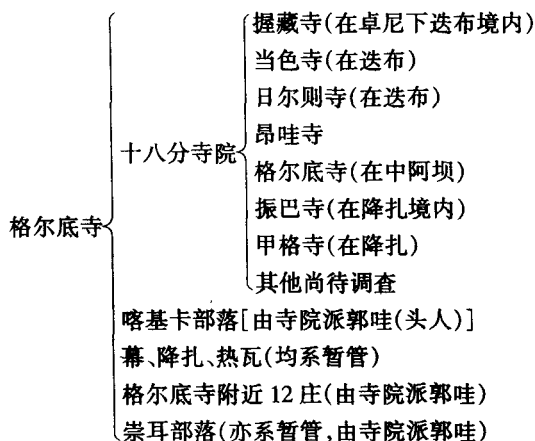 握藏寺(在卓尼下迭布境内)
当色寺(在迭布)
日尔则寺(在迭布)
昂哇寺
十八分寺院
格尔底寺(在中阿坝)
振巴寺(在降扎境内)
甲格寺(在降扎)
格尔底寺
其他尚待调查
喀基卡部落[由寺院派郭哇(头人)]
幕、降扎、热瓦(均系暂管)
格尔底寺附近12庄(由寺院派郭哇)
崇耳部落(亦系暂管,由寺院派郭哇)